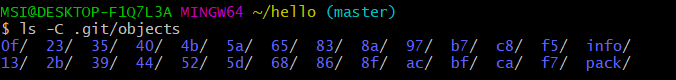 MSI@DESKTOP-F1Q7L3A MINGW64 ~/hello (master)
$ ls -C .git/objects
0f/  23/  35/  40/  4b/  5a/  65/  83/  8a/  97/  b7/  c8/  f5/  info/
13/  2b/  39/  44/  52/  5d/  68/  86/  8f/  ac/  bf/  ca/  f7/  pack/